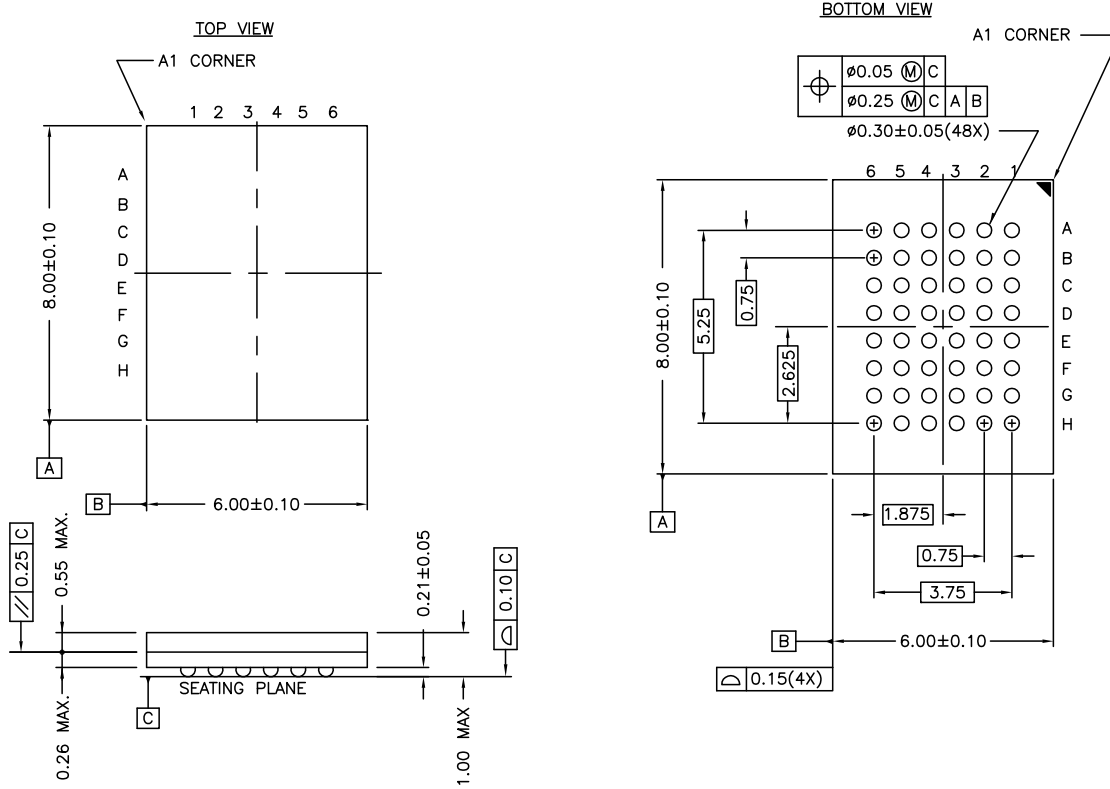 TOP VIEW
A1 CORNER
1 2 3 4 5 6
A
B
C
D
E
F
G
H
8.00±0.10
A
B
6.00±0.10
// 0.25 C
0.55 MAX.
0.26 MAX.
0.21±0.05
0.10 C
SEATING PLANE
C
1.00 MAX
BOTTOM VIEW
A1 CORNER
ø0.05 Ⓜ C
ø0.25 Ⓜ C A B
ø0.30±0.05(48X)
6 5 4 3 2 1
A
B
C
D
E
F
G
H
8.00±0.10
5.25
0.75
2.625
A
1.875
0.75
3.75
B
6.00±0.10
0.15(4X)